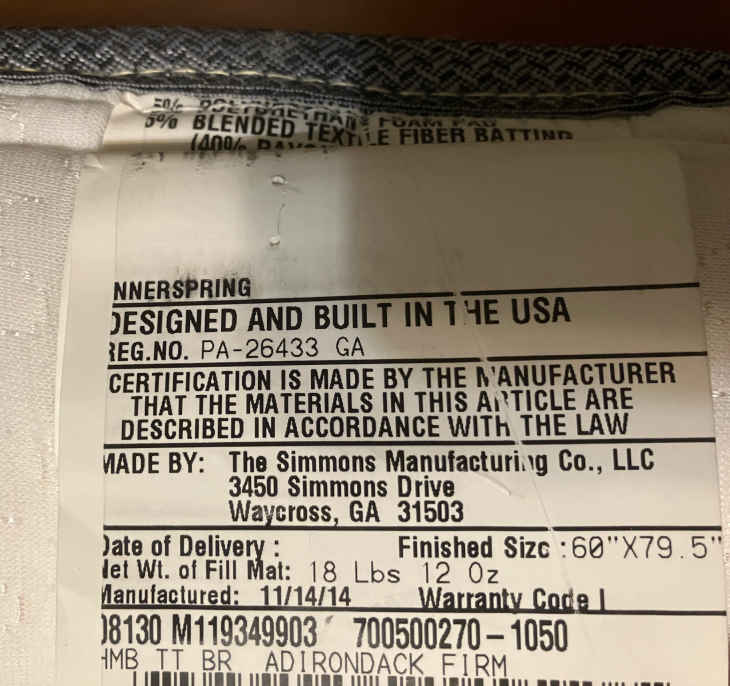 5% BLENDED TEXTILE FIBER BATTING
(40%
NNERSPRING
DESIGNED AND BUILT IN THE USA
REG.NO. PA-26433 GA
CERTIFICATION IS MADE BY THE MANUFACTURER
THAT THE MATERIALS IN THIS ARTICLE ARE
DESCRIBED IN ACCORDANCE WITH THE LAW
MADE BY: The Simmons Manufacturing Co., LLC
3450 Simmons Drive
Waycross, GA 31503
Date of Delivery : Finished Size :60"X79.5"
Net Wt. of Fill Mat: 18 Lbs 12 Oz
Manufactured: 11/14/14 Warranty Code I
08130 M119349903 700500270-1050
HMB TT BR ADIRONDACK FIRM